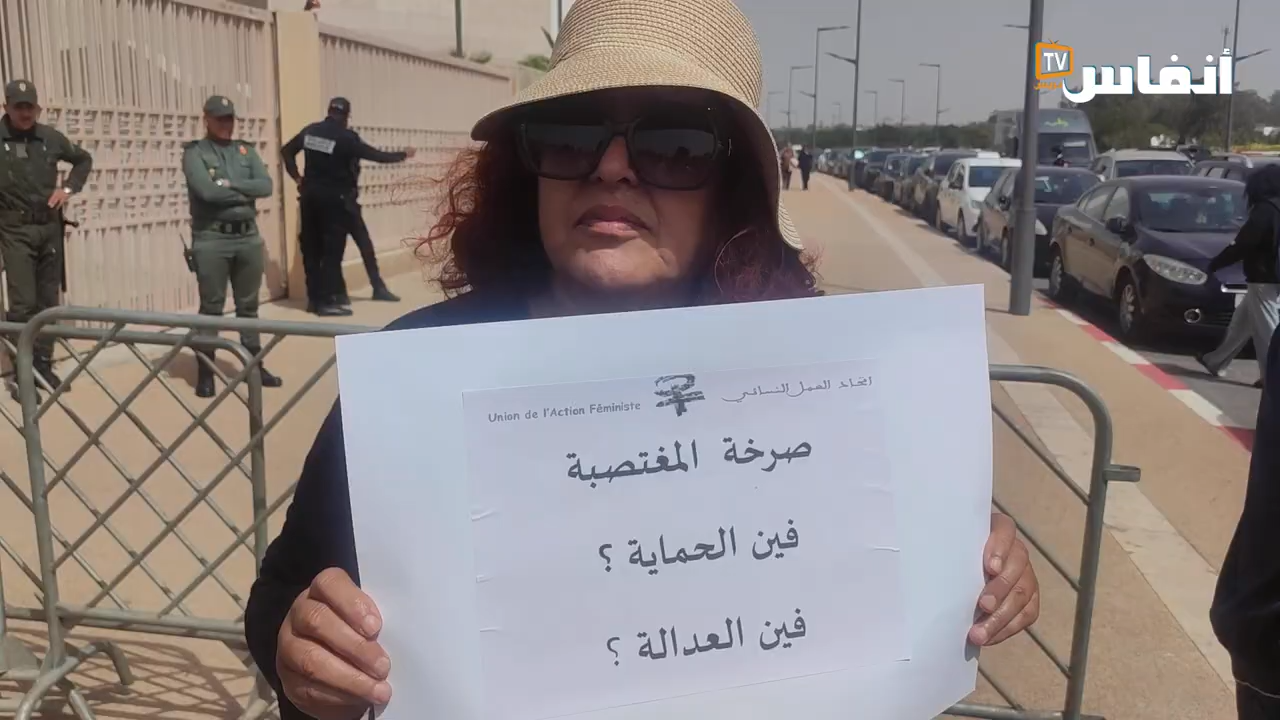 أنفاس
TV
Union de l'Action Féministe
اتحاد العمل النسائي
صرخة المغتصبة
فين الحماية ؟
فين العدالة ؟